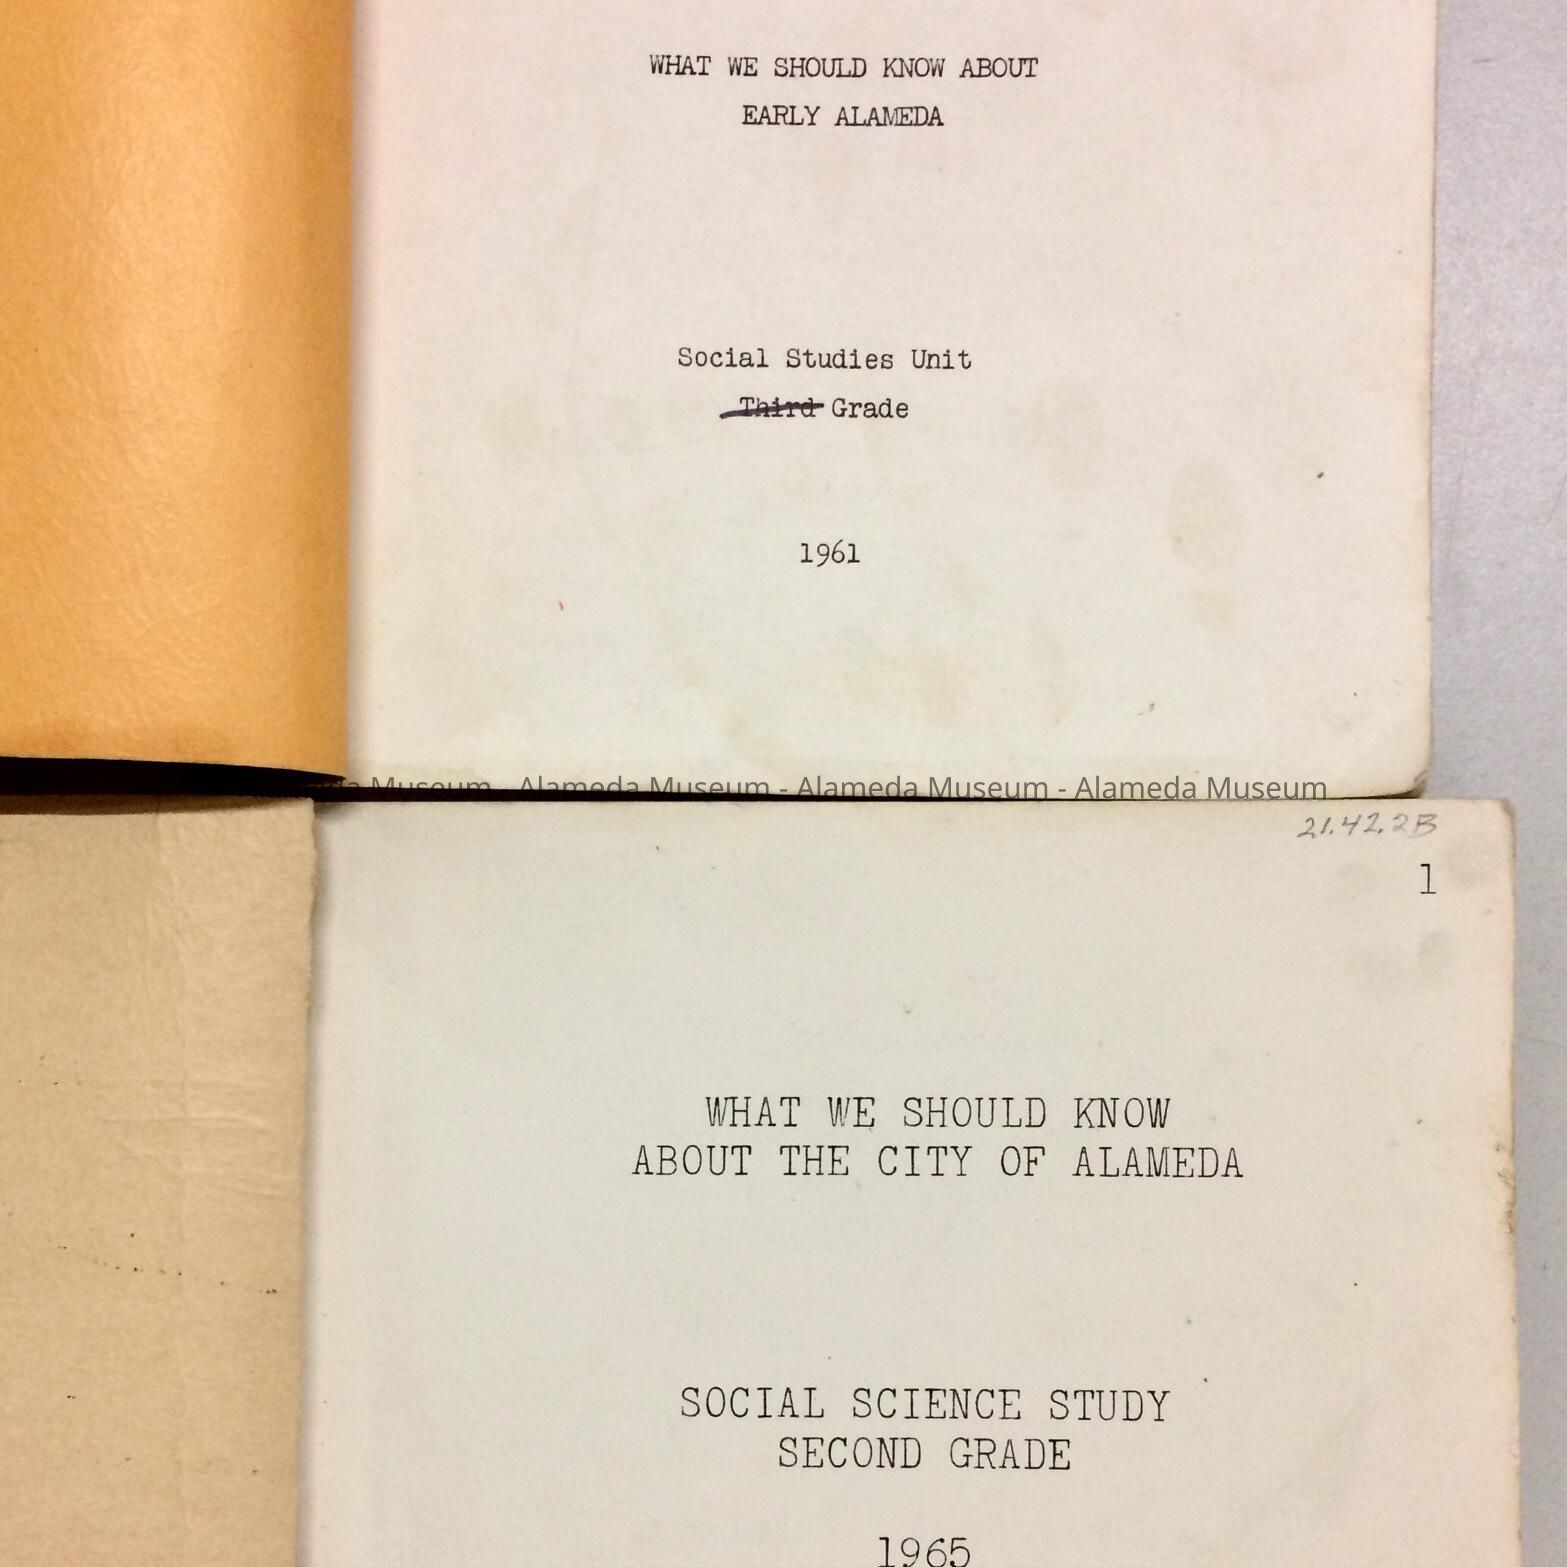 WHAT WE SHOULD KNOW ABOUT
EARLY ALAMEDA
Social Studies Unit
Third Grade
1961
Museum - Alameda Museum - Alameda Museum - Alameda Museum
21.42.2B
1
WHAT WE SHOULD KNOW
ABOUT THE CITY OF ALAMEDA
SOCIAL SCIENCE STUDY
SECOND GRADE
1965